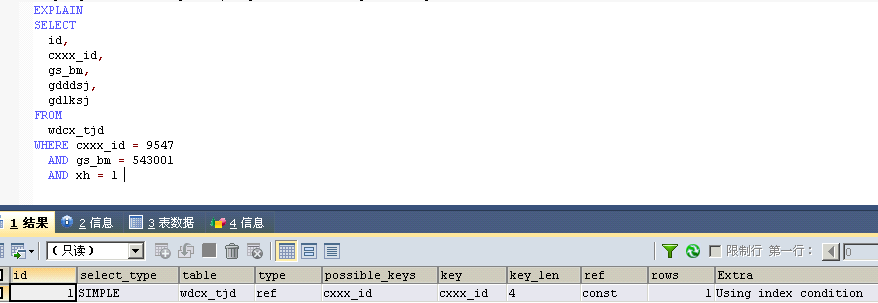 EXPLAIN
SELECT
id,
cxxx_id,
gs_bm,
gdddsj,
gdlksj
FROM
wdcx_tjd
WHERE cxxx_id = 9547
AND gs_bm = 543001
AND xh = 1
1 结果 2 信息 3 表数据 4 信息
(只读) 限制行 第一行: 0
id select_type table type possible_keys key key_len ref rows Extra
1 SIMPLE wdcx_tjd ref cxxx_id cxxx_id 4 const 1 Using index condition